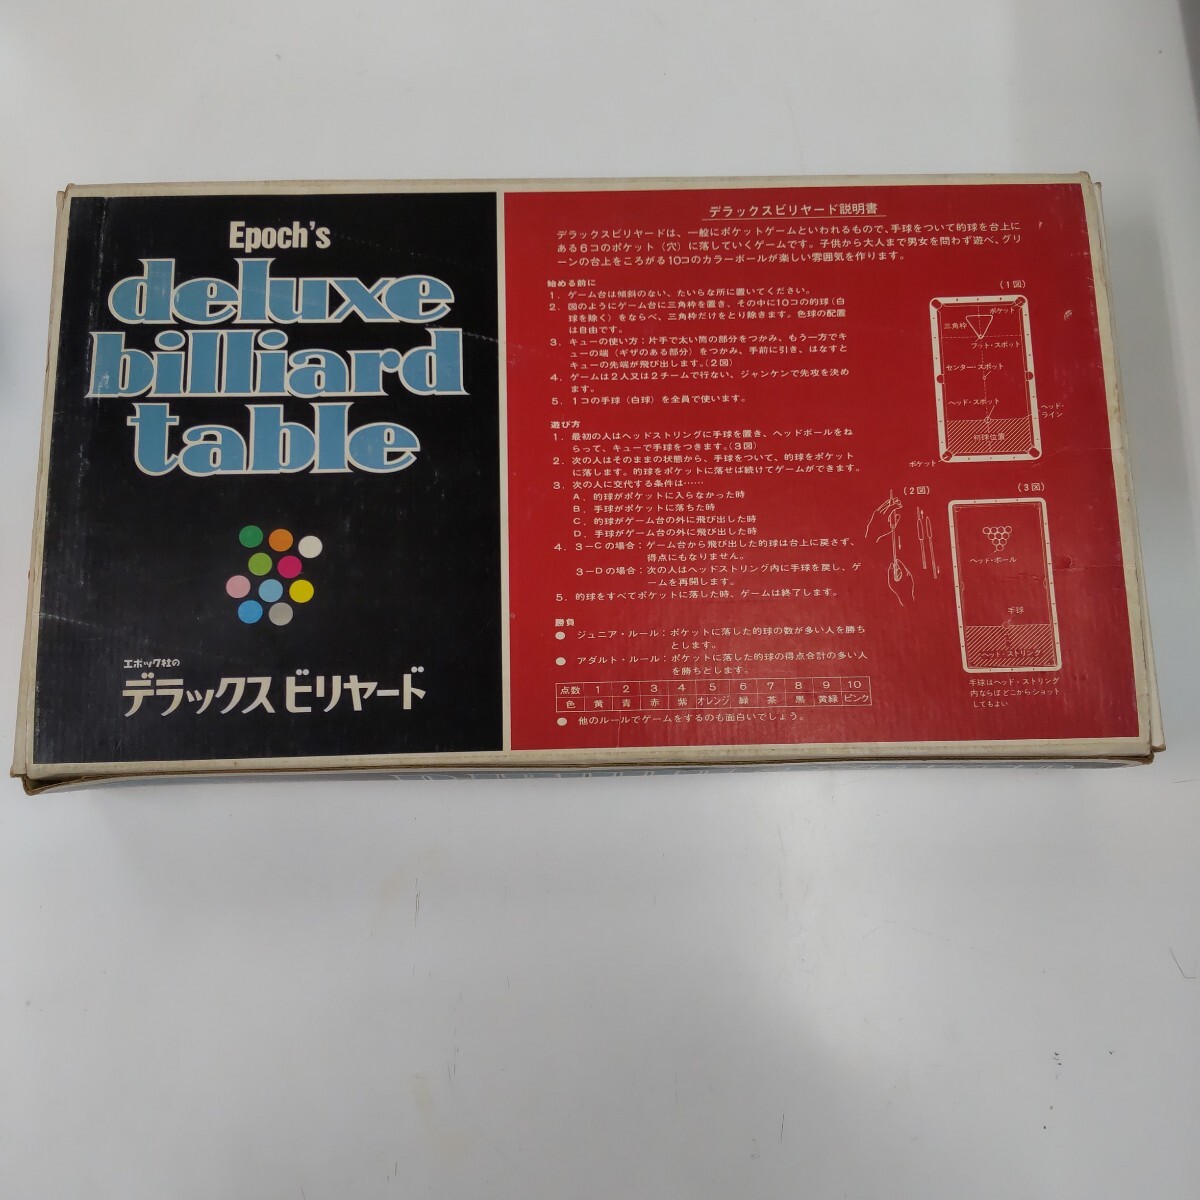 Epoch's
deluxe
billiard
table
エポック社の
デラックスビリヤード
デラックスビリヤード説明書
デラックスビリヤードは、一般にポケットゲームといわれるもので、手球をついて的球を台上に
ある6コのポケット（穴）に落していくゲームです。子供から大人まで男女を問わず遊べ、グリ
ーンの台上をころがる10コのカラーボールが楽しい雰囲気を作ります。
始める前に
1. ゲーム台は傾斜のない、たいらな所に置いてください。
2. 図のようにゲーム台に三角枠を置き、その中に10コの的球（白
球を除く）をならべ、三角枠だけをとり除きます。色球の配置
は自由です。
3. キューの使い方：片手で太い筒の部分をつかみ、もう一方でキ
ューの端（ギザのある部分）をつかみ、手前に引き、はなすと
キューの先端が飛び出します。（2図）
4. ゲームは2人又は2チームで行ない、ジャンケンで先攻を決め
ます。
5. 1コの手球（白球）を全員で使います。
遊び方
1. 最初の人はヘッドストリングに手球を置き、ヘッドボールをね
らって、キューで手球をつきます。（3図）
2. 次の人はそのままの状態から、手球をついて、的球をポケット
に落します。的球をポケットに落せば続けてゲームができます。
3. 次の人に交代する条件は……
A. 的球がポケットに入らなかった時
B. 手球がポケットに落ちた時
C. 的球がゲーム台の外に飛び出した時
D. 手球がゲーム台の外に飛び出した時
4. 3－Cの場合：ゲーム台から飛び出した的球は台上に戻さず、
得点にもなりません。
3－Dの場合：次の人はヘッドストリング内に手球を戻し、ゲ
ームを再開します。
5. 的球をすべてポケットに落した時、ゲームは終了します。
勝負
● ジュニア・ルール：ポケットに落した的球の数が多い人を勝ち
とします。
● アダルト・ルール：ポケットに落した的球の得点合計の多い人
を勝ちとします。
点数 1 2 3 4 5 6 7 8 9 10
色 黄 青 赤 紫 オレンジ 緑 茶 黒 黄緑 ピンク
● 他のルールでゲームをするのも面白いでしょう。
（1図）
ポケット
三角枠
フット・スポット
センター・スポット
ヘッド・スポット
ヘッド・
ライン
ポケット
（2図）
（3図）
ヘッド・ボール
手球
ヘッド・ストリング
手球はヘッド・ストリング
内ならばどこからショット
してもよい